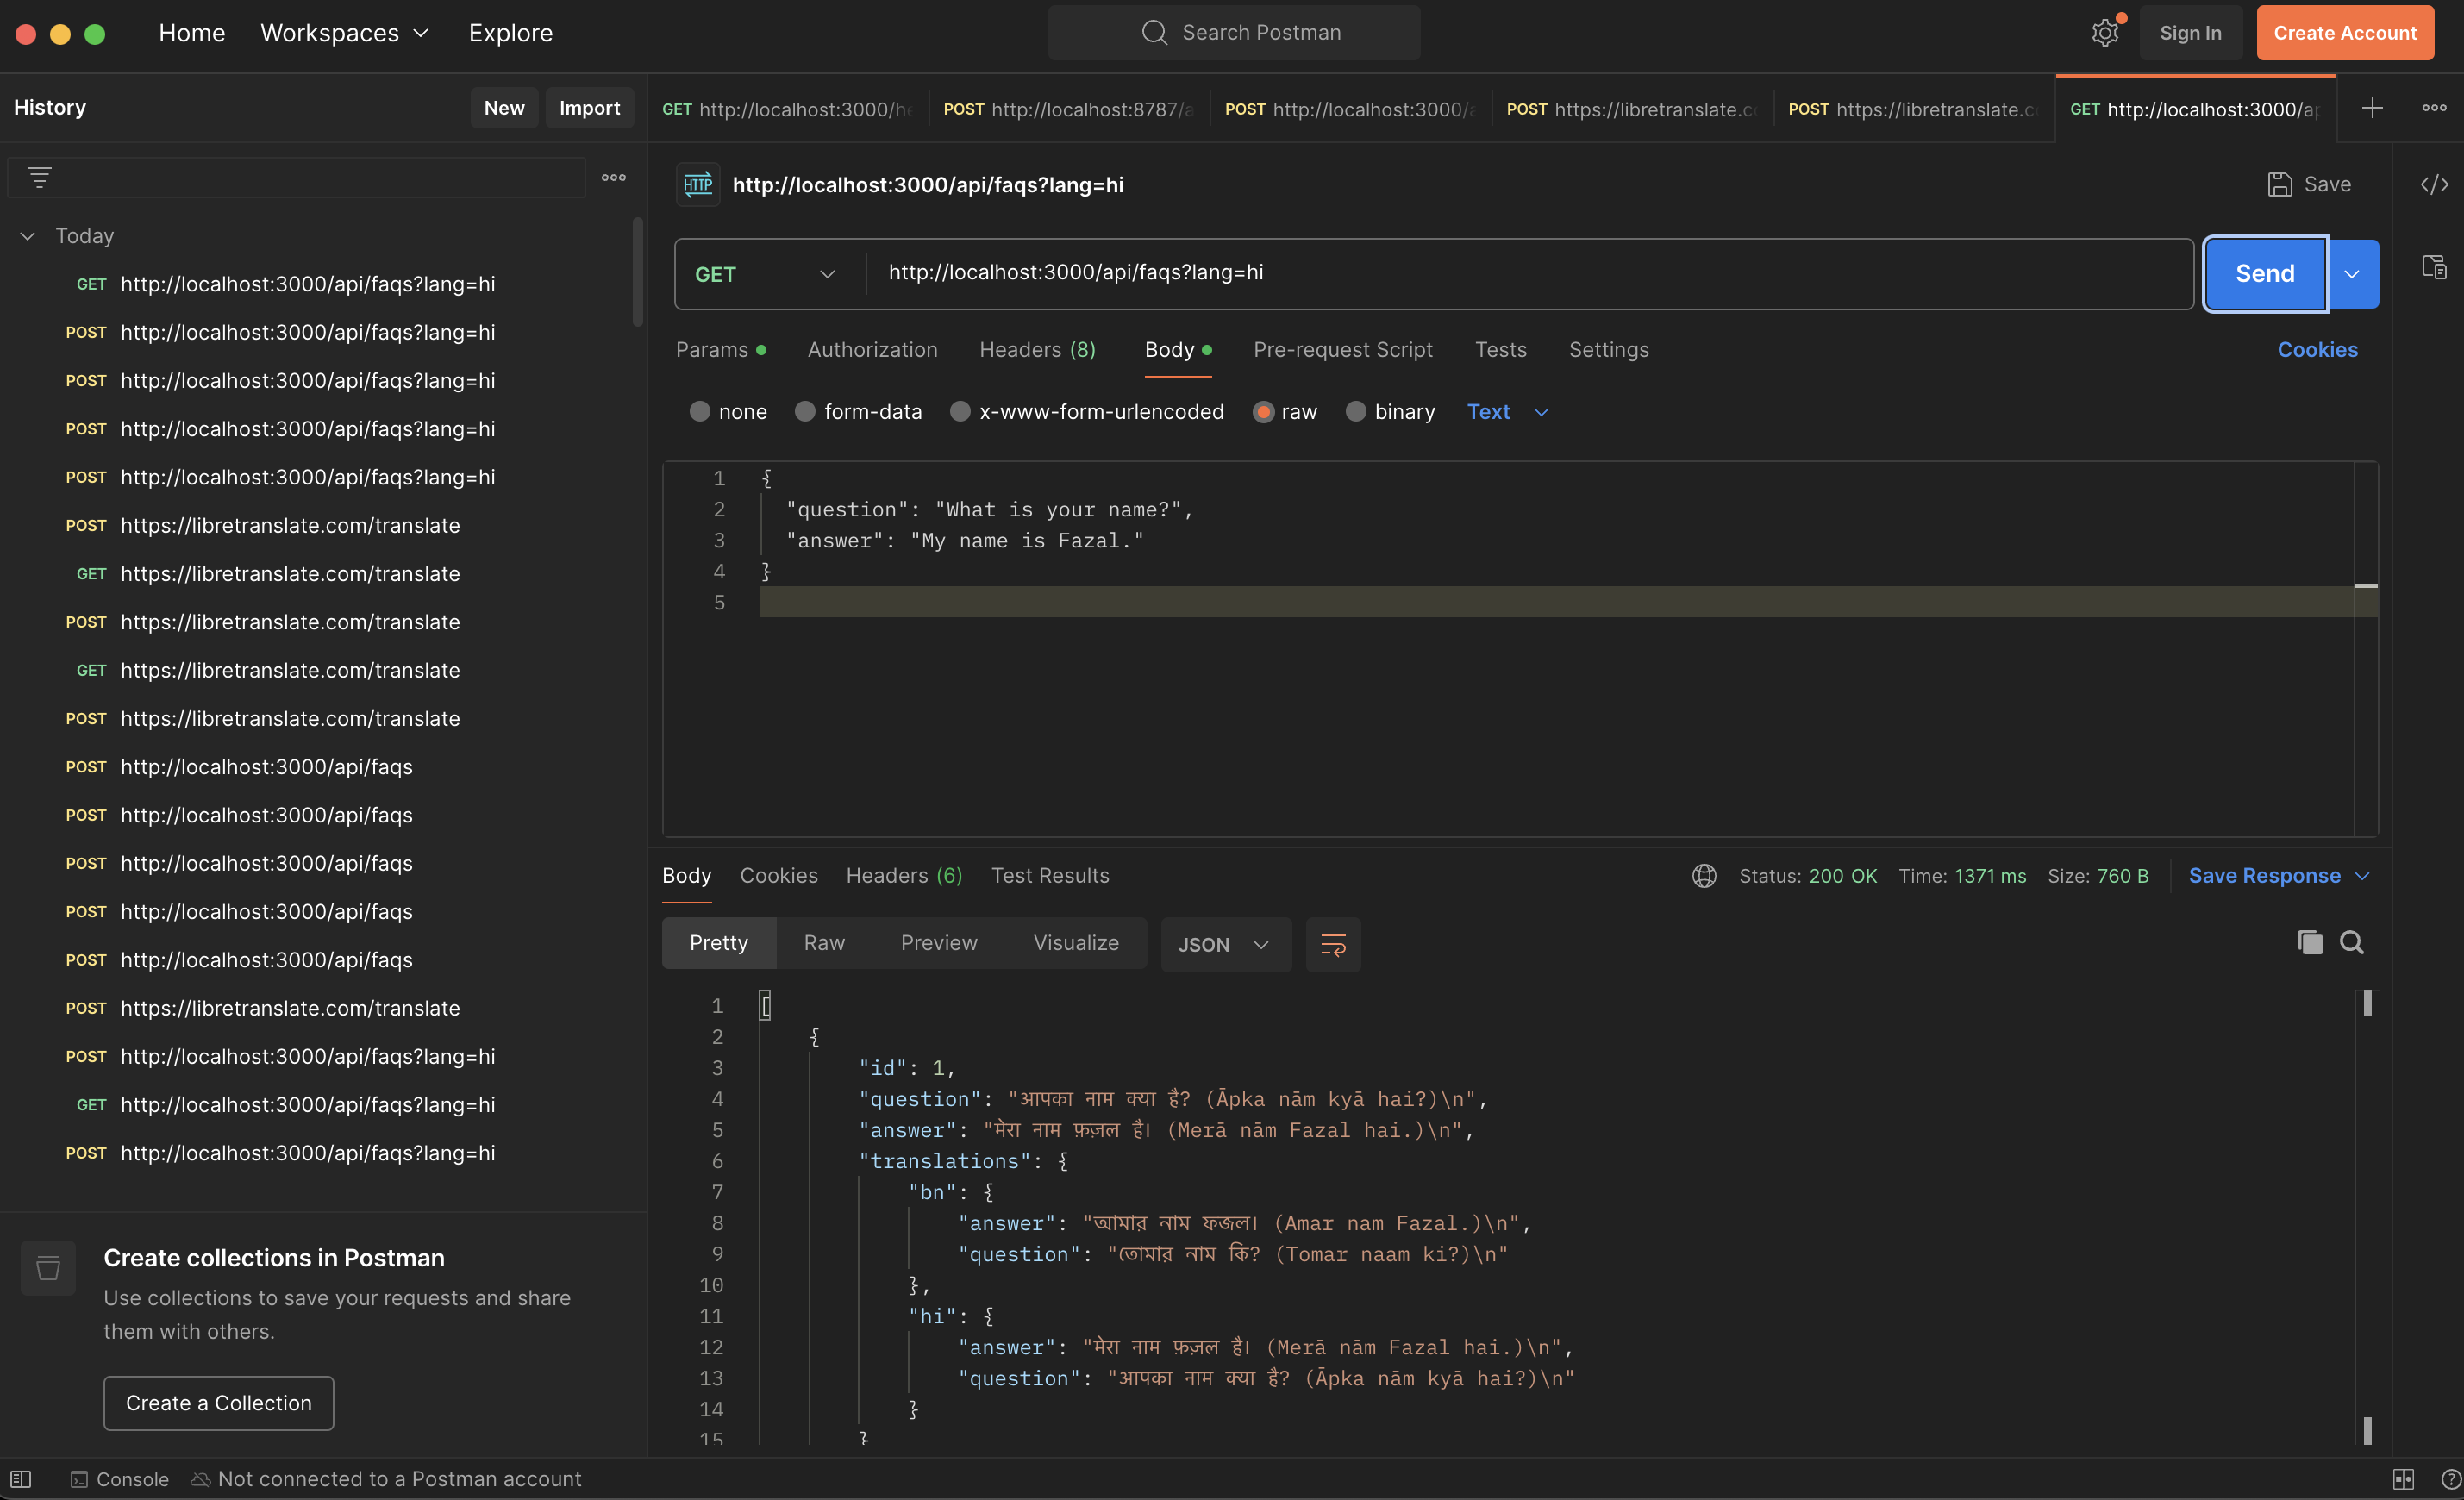 Home Workspaces Explore Search Postman Sign In Create Account
History New Import
GET http://localhost:3000/he POST http://localhost:8787/a POST http://localhost:3000/a POST https://libretranslate.co POST https://libretranslate.co GET http://localhost:3000/ap
HTTP http://localhost:3000/api/faqs?lang=hi Save
Today
GET http://localhost:3000/api/faqs?lang=hi
POST http://localhost:3000/api/faqs?lang=hi
POST http://localhost:3000/api/faqs?lang=hi
POST http://localhost:3000/api/faqs?lang=hi
POST http://localhost:3000/api/faqs?lang=hi
POST https://libretranslate.com/translate
GET https://libretranslate.com/translate
POST https://libretranslate.com/translate
GET https://libretranslate.com/translate
POST https://libretranslate.com/translate
POST http://localhost:3000/api/faqs
POST http://localhost:3000/api/faqs
POST http://localhost:3000/api/faqs
POST http://localhost:3000/api/faqs
POST http://localhost:3000/api/faqs
POST https://libretranslate.com/translate
POST http://localhost:3000/api/faqs?lang=hi
GET http://localhost:3000/api/faqs?lang=hi
POST http://localhost:3000/api/faqs?lang=hi
Create collections in Postman
Use collections to save your requests and share
them with others.
Create a Collection
GET http://localhost:3000/api/faqs?lang=hi Send
Params Authorization Headers (8) Body Pre-request Script Tests Settings Cookies
none form-data x-www-form-urlencoded raw binary Text
1 {
2 "question": "What is your name?",
3 "answer": "My name is Fazal."
4 }
5
Body Cookies Headers (6) Test Results Status: 200 OK Time: 1371 ms Size: 760 B Save Response
Pretty Raw Preview Visualize JSON
1 [
2 {
3 "id": 1,
4 "question": "आपका नाम क्या है? (Āpka nām kyā hai?)\n",
5 "answer": "मेरा नाम फ़ज़ल है। (Merā nām Fazal hai.)\n",
6 "translations": {
7 "bn": {
8 "answer": "আমার নাম ফজল। (Amar nam Fazal.)\n",
9 "question": "তোমার নাম কি? (Tomar naam ki?)\n"
10 },
11 "hi": {
12 "answer": "मेरा नाम फ़ज़ल है। (Merā nām Fazal hai.)\n",
13 "question": "आपका नाम क्या है? (Āpka nām kyā hai?)\n"
14 }
15 }
Console Not connected to a Postman account